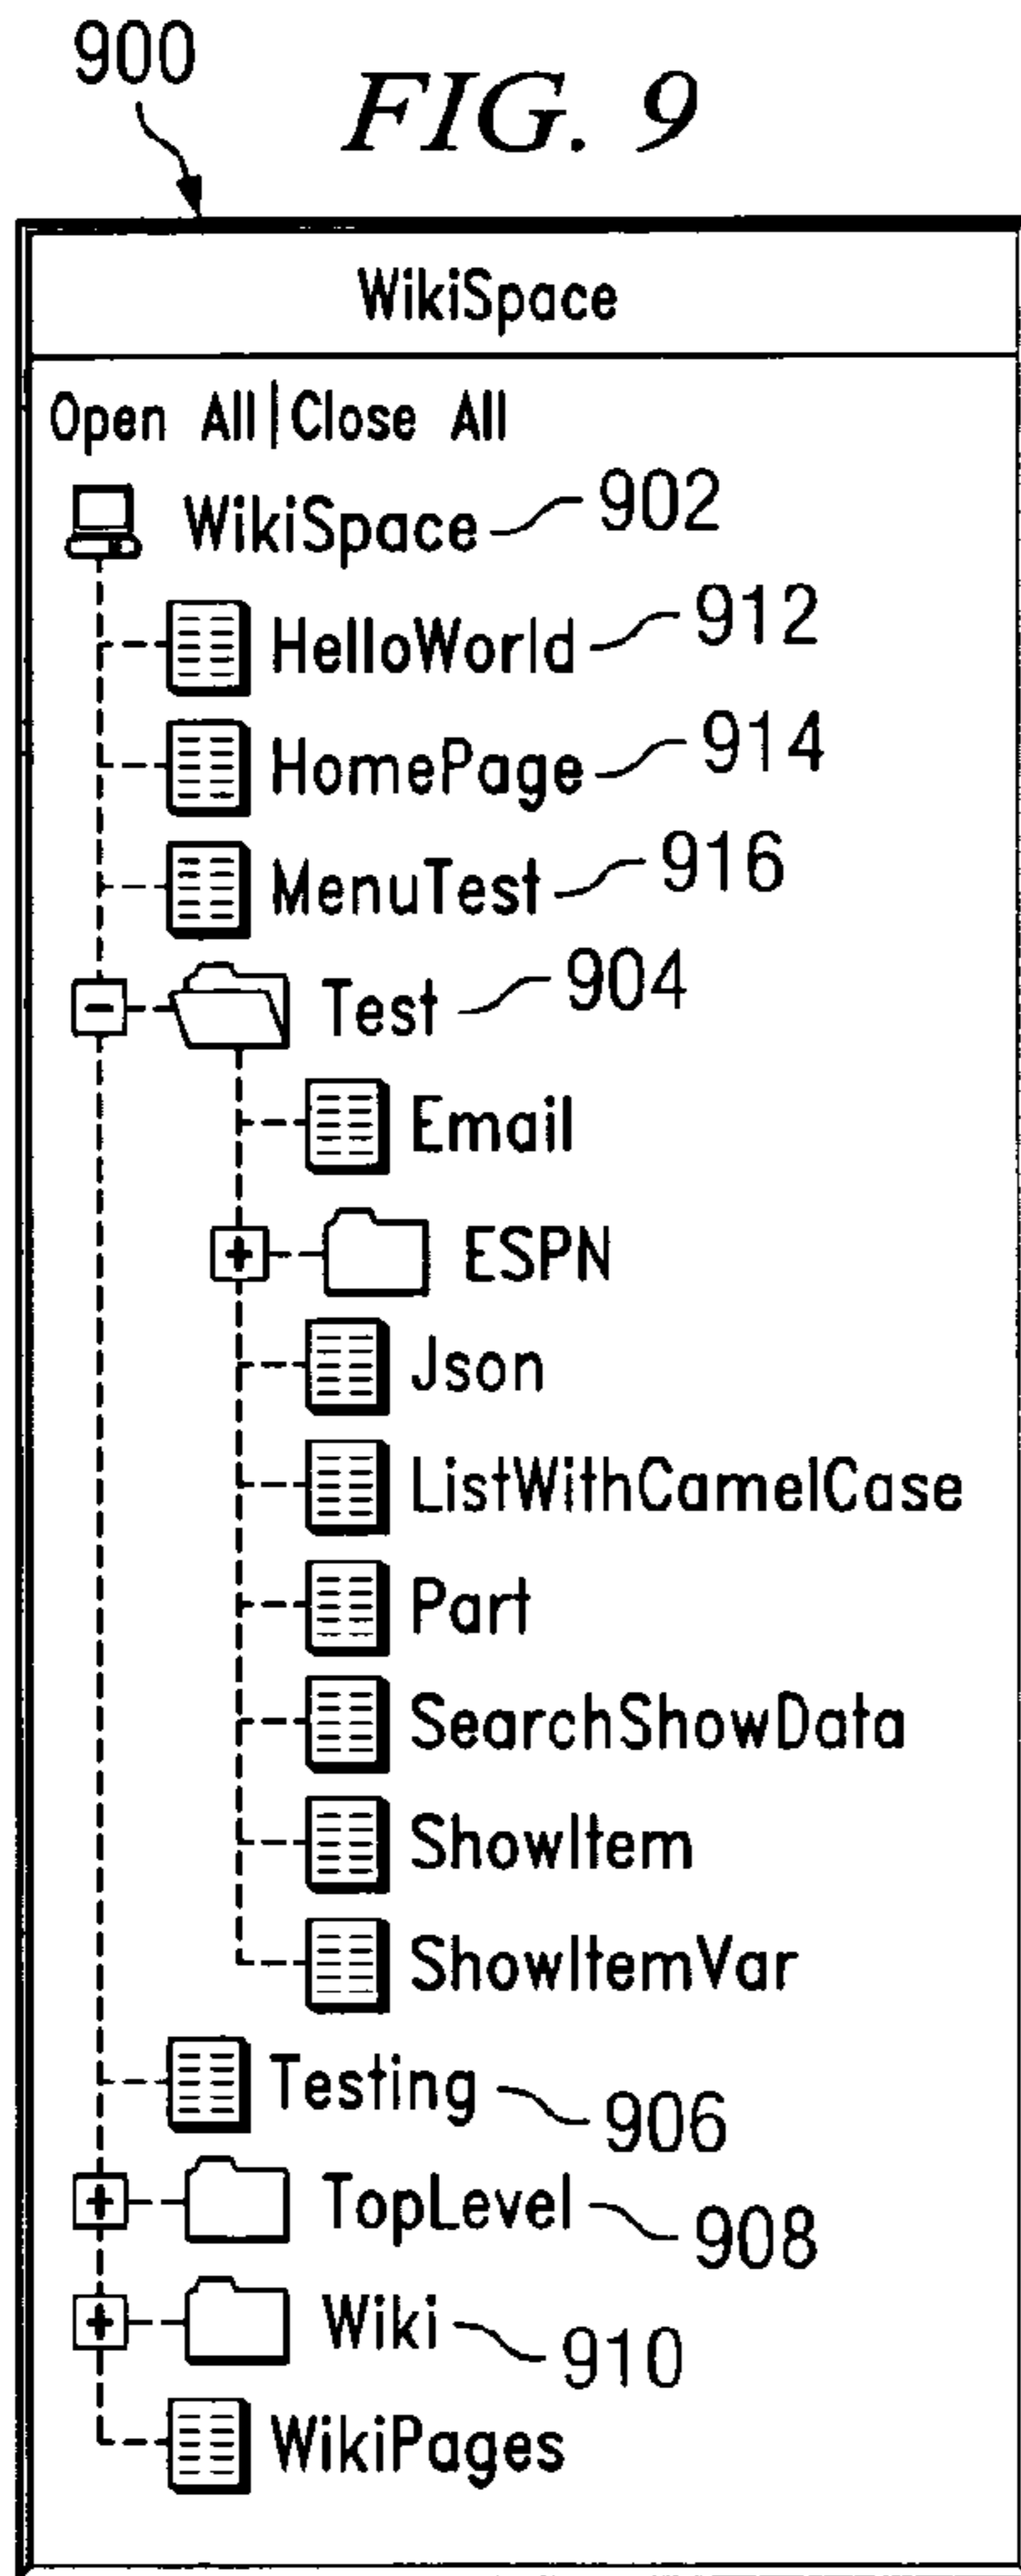 900
FIG. 9
WikiSpace
Open All|Close All
WikiSpace 902
HelloWorld 912
HomePage 914
MenuTest 916
Test 904
Email
ESPN
Json
ListWithCamelCase
Part
SearchShowData
ShowItem
ShowItemVar
Testing 906
TopLevel 908
Wiki 910
WikiPages